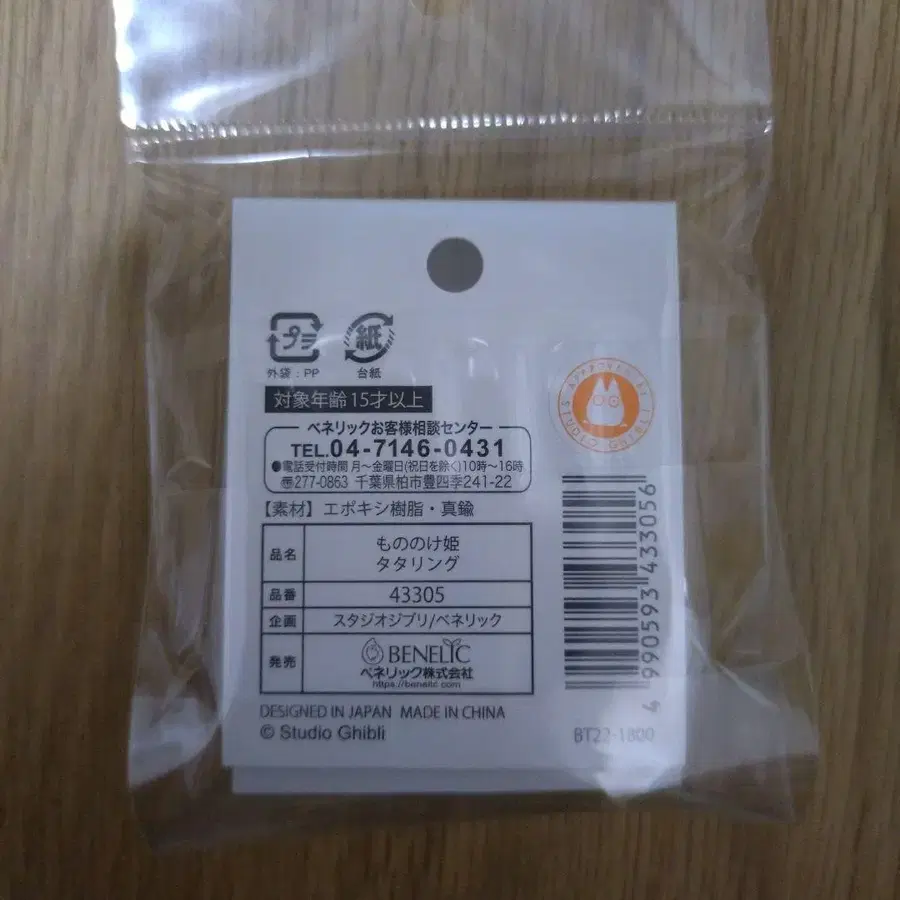 プラ
紙
外袋：PP
台紙
対象年齢15才以上
ベネリックお客様相談センター
TEL.04-7146-0431
●電話受付時間 月～金曜日(祝日を除く)10時～16時
〠277-0863 千葉県柏市豊四季241-22
【素材】エポキシ樹脂・真鍮
品名
もののけ姫
タタリング
品番
43305
企画
スタジオジブリ/ベネリック
発売
BENELIC
ベネリック株式会社
https://benelic.com
DESIGNED IN JAPAN MADE IN CHINA
© Studio Ghibli
APPROVED BY
STUDIO GHIBLI
4 990593 433056
BT22-1800